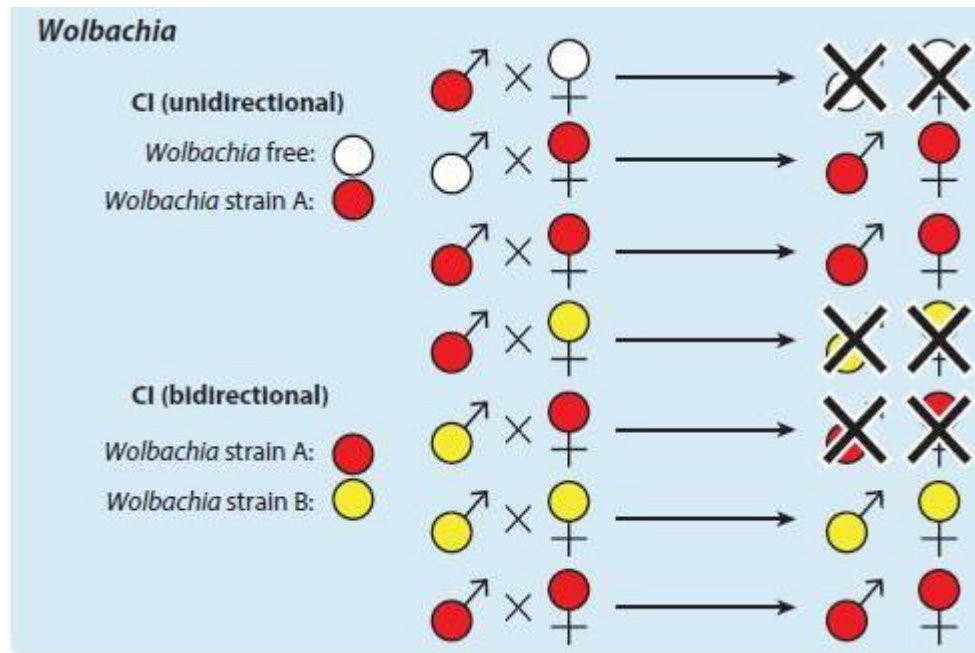 Wolbachia
CI (unidirectional)
Wolbachia free:
Wolbachia strain A:
CI (bidirectional)
Wolbachia strain A:
Wolbachia strain B: